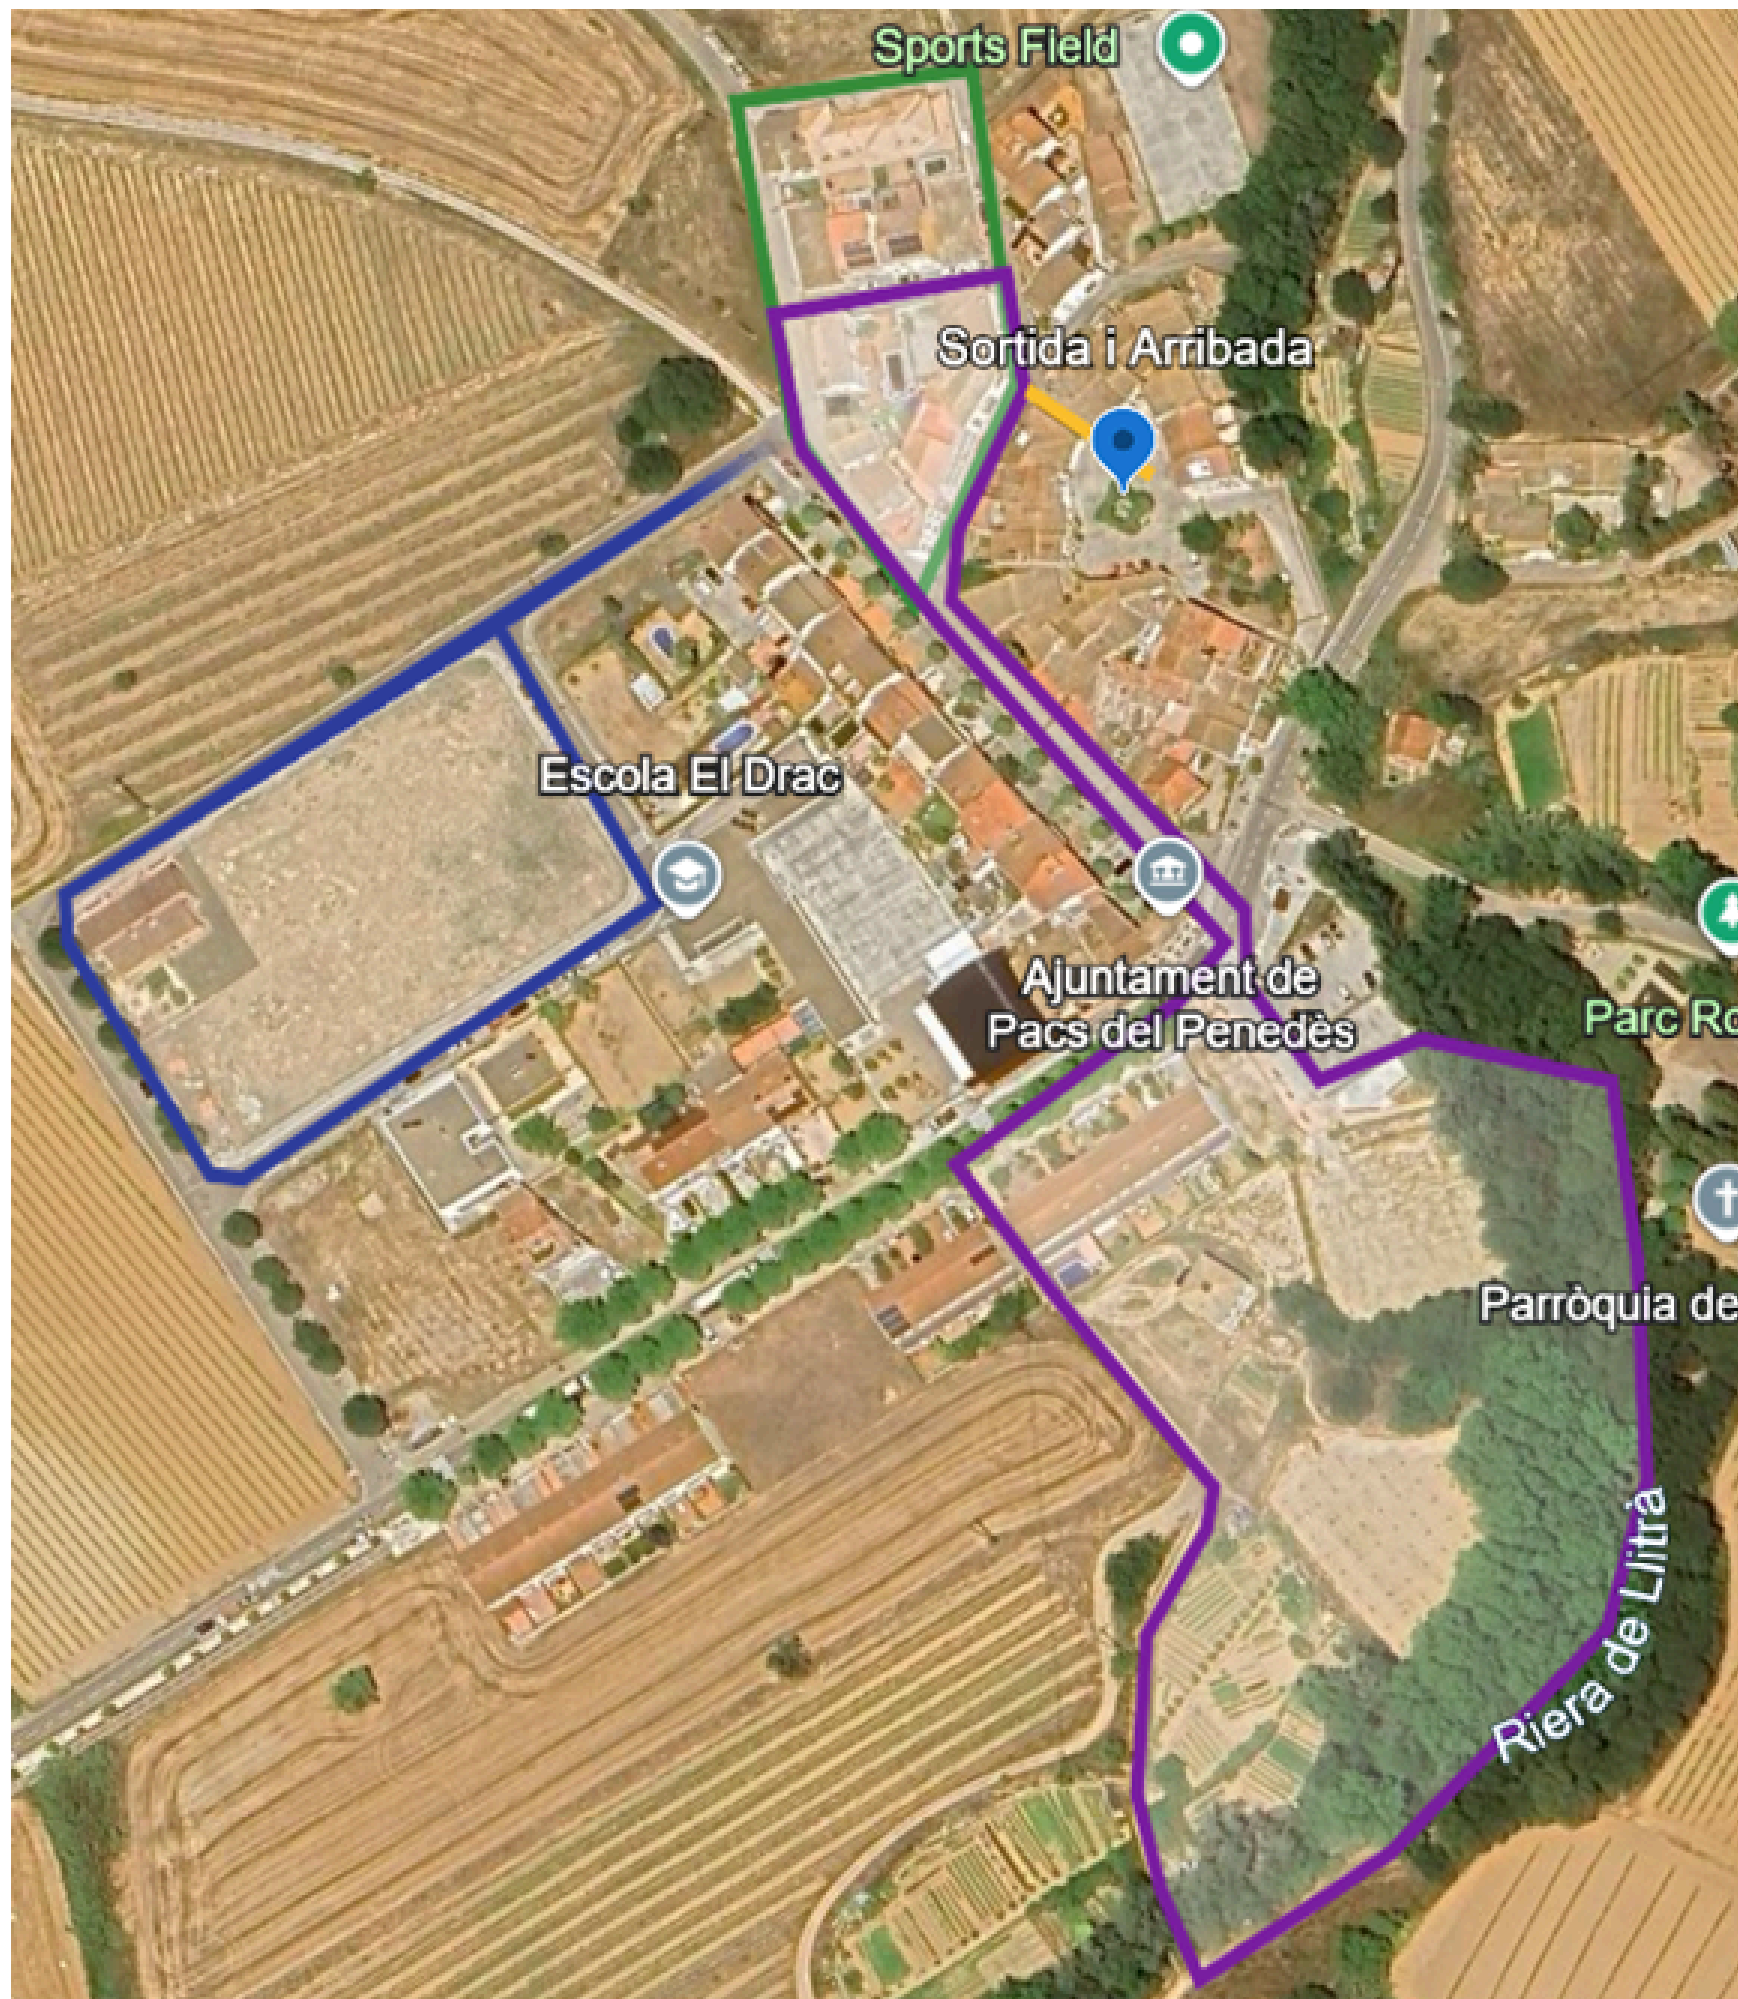 Sports Field
Sortida i Arribada
Escola El Drac
Ajuntament de
Pacs del Penedès
Parc Ro
Parròquia de
Riera de Llitrà